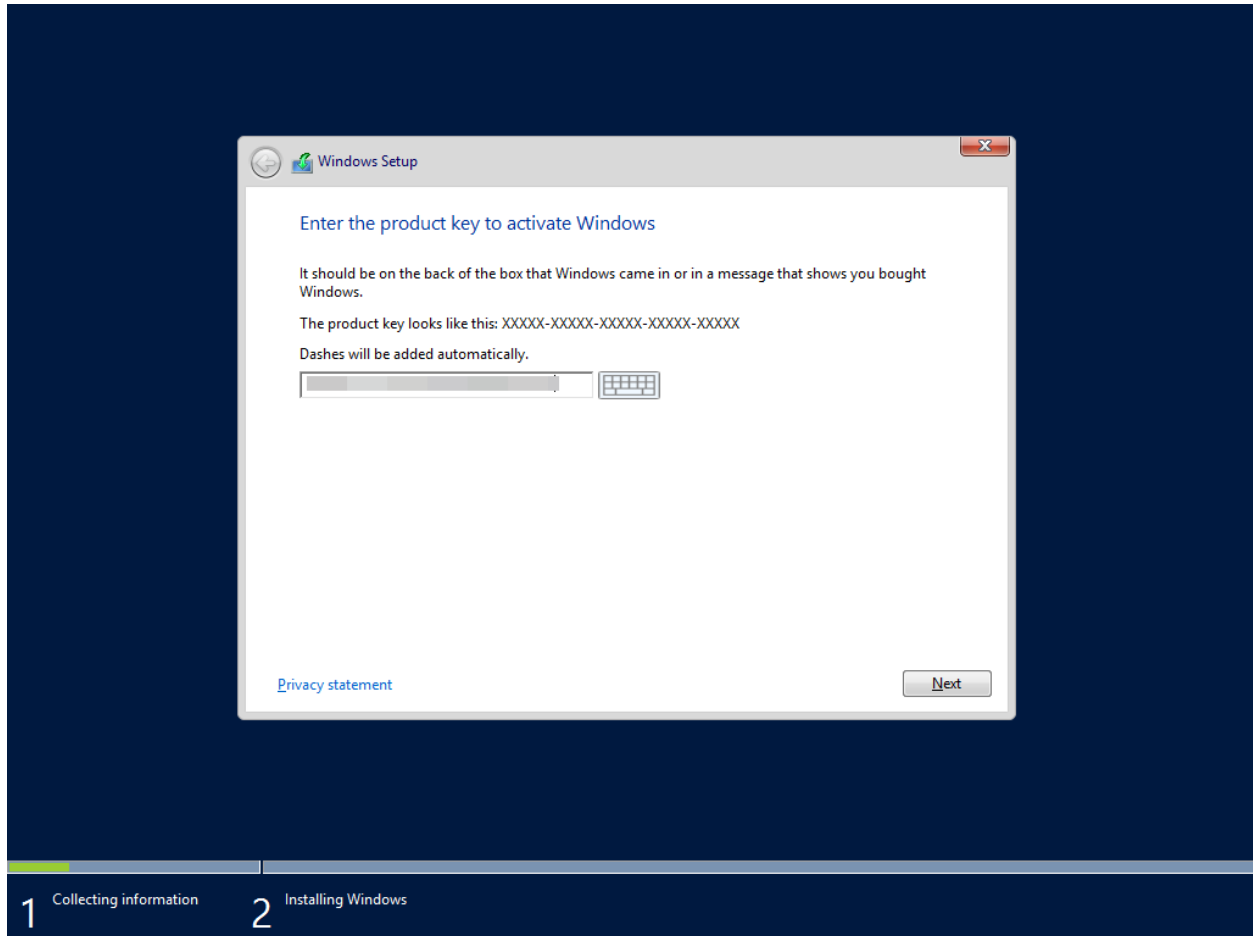 Windows Setup
Enter the product key to activate Windows
It should be on the back of the box that Windows came in or in a message that shows you bought
Windows.
The product key looks like this: XXXXX-XXXXX-XXXXX-XXXXX-XXXXX
Dashes will be added automatically.
Privacy statement
Next
1 Collecting information
2 Installing Windows